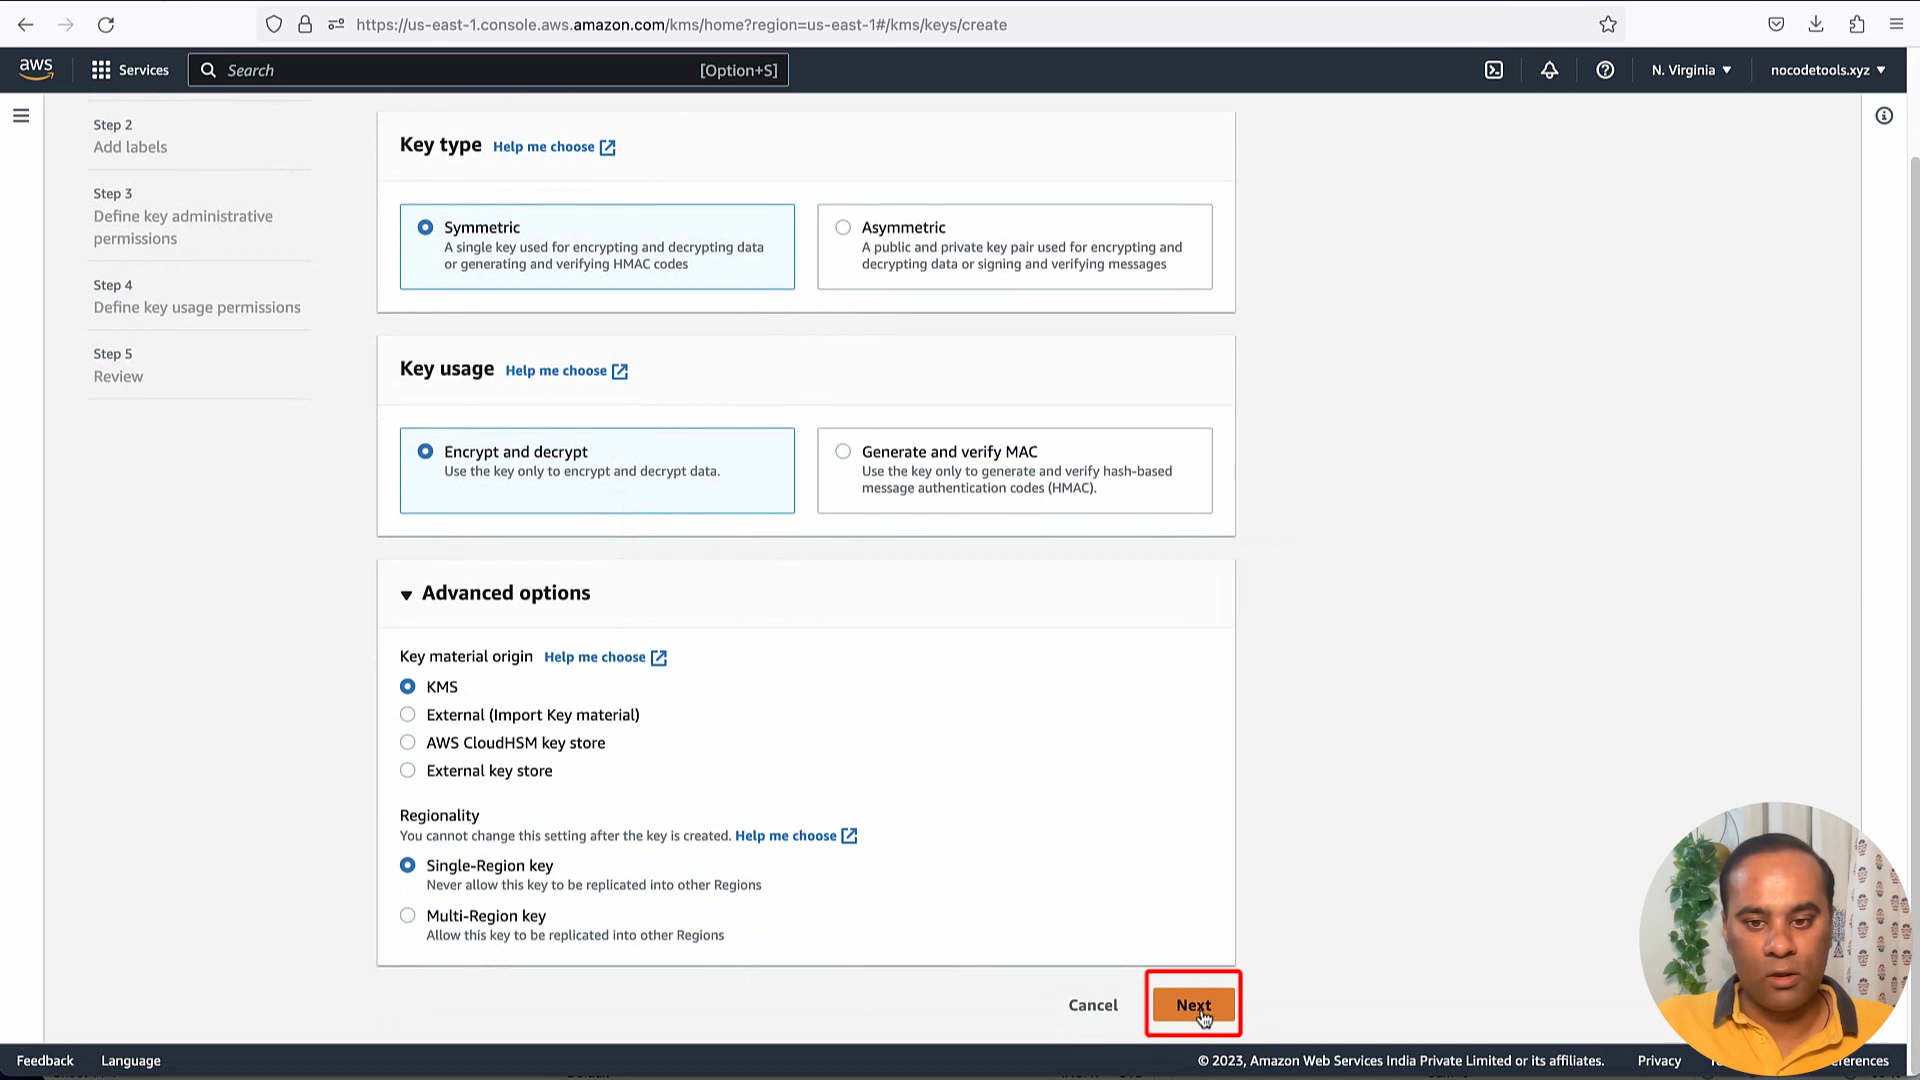 https://us-east-1.console.aws.amazon.com/kms/home?region=us-east-1#/kms/keys/create
aws
Services
Search
[Option+S]
N. Virginia
nocodetools.xyz
Step 2
Add labels
Step 3
Define key administrative
permissions
Step 4
Define key usage permissions
Step 5
Review
Key type Help me choose
Symmetric
A single key used for encrypting and decrypting data
or generating and verifying HMAC codes
Asymmetric
A public and private key pair used for encrypting and
decrypting data or signing and verifying messages
Key usage Help me choose
Encrypt and decrypt
Use the key only to encrypt and decrypt data.
Generate and verify MAC
Use the key only to generate and verify hash-based
message authentication codes (HMAC).
Advanced options
Key material origin Help me choose
KMS
External (Import Key material)
AWS CloudHSM key store
External key store
Regionality
You cannot change this setting after the key is created. Help me choose
Single-Region key
Never allow this key to be replicated into other Regions
Multi-Region key
Allow this key to be replicated into other Regions
Cancel
Next
Feedback
Language
© 2023, Amazon Web Services India Private Limited or its affiliates.
Privacy